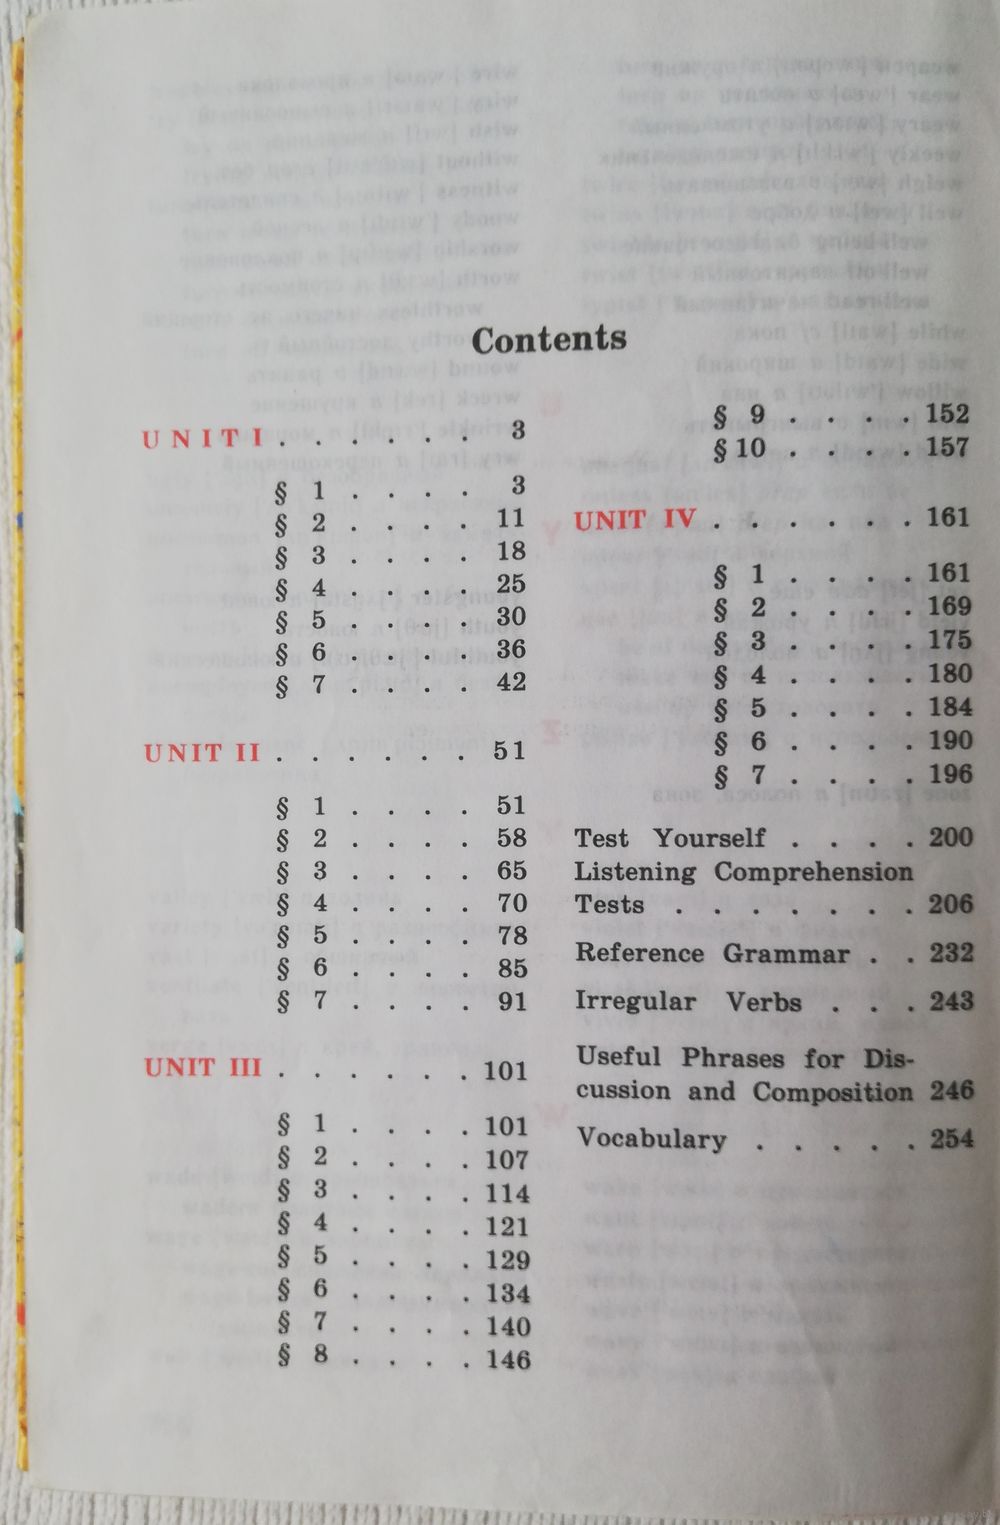 Contents
UNIT I . . . . . . 3
§ 1 . . . . 3
§ 2 . . . . 11
§ 3 . . . . 18
§ 4 . . . . 25
§ 5 . . . . 30
§ 6 . . . . 36
§ 7 . . . . 42
UNIT II . . . . . . 51
§ 1 . . . . 51
§ 2 . . . . 58
§ 3 . . . . 65
§ 4 . . . . 70
§ 5 . . . . 78
§ 6 . . . . 85
§ 7 . . . . 91
UNIT III . . . . . . 101
§ 1 . . . . 101
§ 2 . . . . 107
§ 3 . . . . 114
§ 4 . . . . 121
§ 5 . . . . 129
§ 6 . . . . 134
§ 7 . . . . 140
§ 8 . . . . 146
§ 9 . . . . 152
§ 10 . . . . 157
UNIT IV . . . . . . 161
§ 1 . . . . 161
§ 2 . . . . 169
§ 3 . . . . 175
§ 4 . . . . 180
§ 5 . . . . 184
§ 6 . . . . 190
§ 7 . . . . 196
Test Yourself . . . . 200
Listening Comprehension
Tests . . . . . . . 206
Reference Grammar . . 232
Irregular Verbs . . . 243
Useful Phrases for Dis-
cussion and Composition 246
Vocabulary . . . . . 254